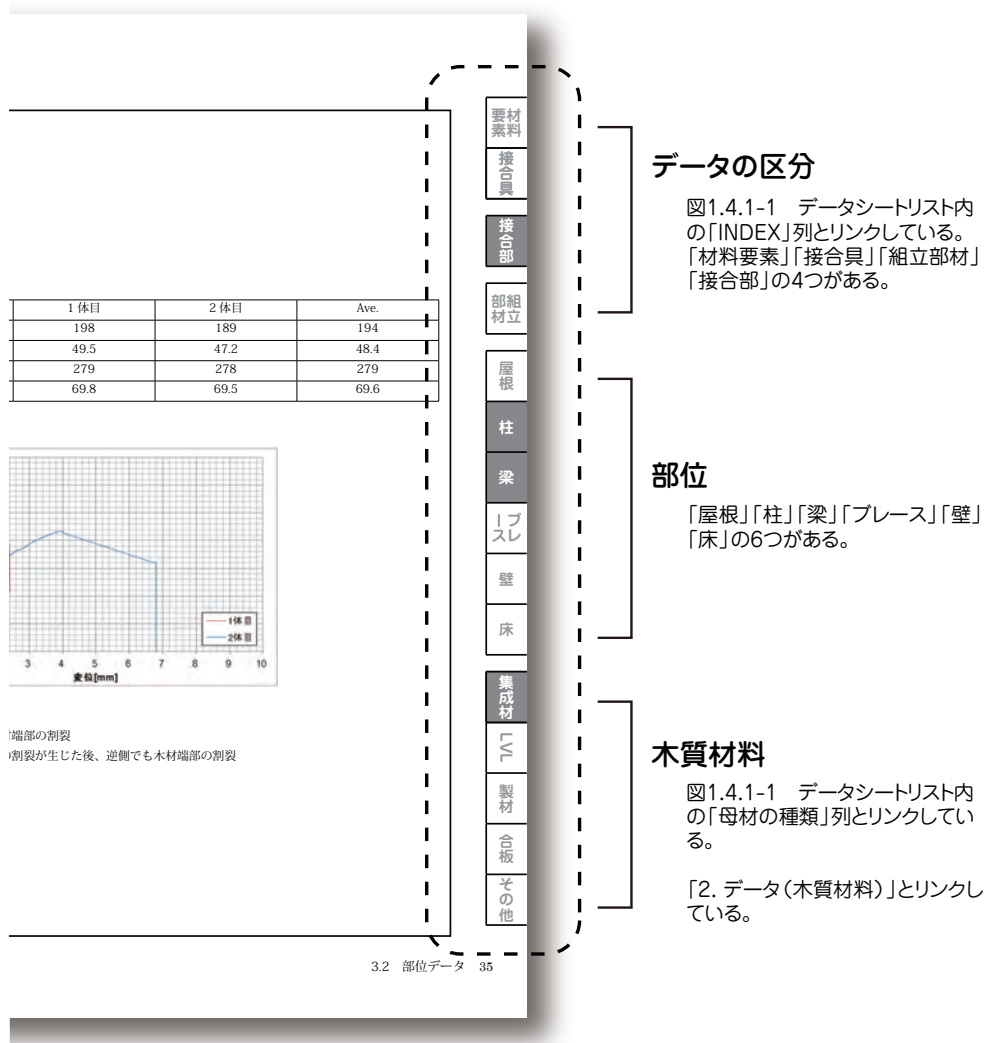 1 体目 2 体目 Ave.
198 189 194
49.5 47.2 48.4
279 278 279
69.8 69.5 69.6
1体目
2体目
3 4 5 6 7 8 9 10
変位[mm]
材端部の割裂
の割裂が生じた後、逆側でも木材端部の割裂
3.2 部位データ 35
材料
要素
接合具
接合部
組立
部材
屋根
柱
梁
ブレ
ース
壁
床
集成材
LVL
製材
合板
その他
データの区分
図1.4.1-1 データシートリスト内
の「INDEX」列とリンクしている。
「材料要素」「接合具」「組立部材」
「接合部」の4つがある。
部位
「屋根」「柱」「梁」「ブレース」「壁」
「床」の6つがある。
木質材料
図1.4.1-1 データシートリスト内
の「母材の種類」列とリンクしてい
る。
「2. データ（木質材料）」とリンクし
ている。